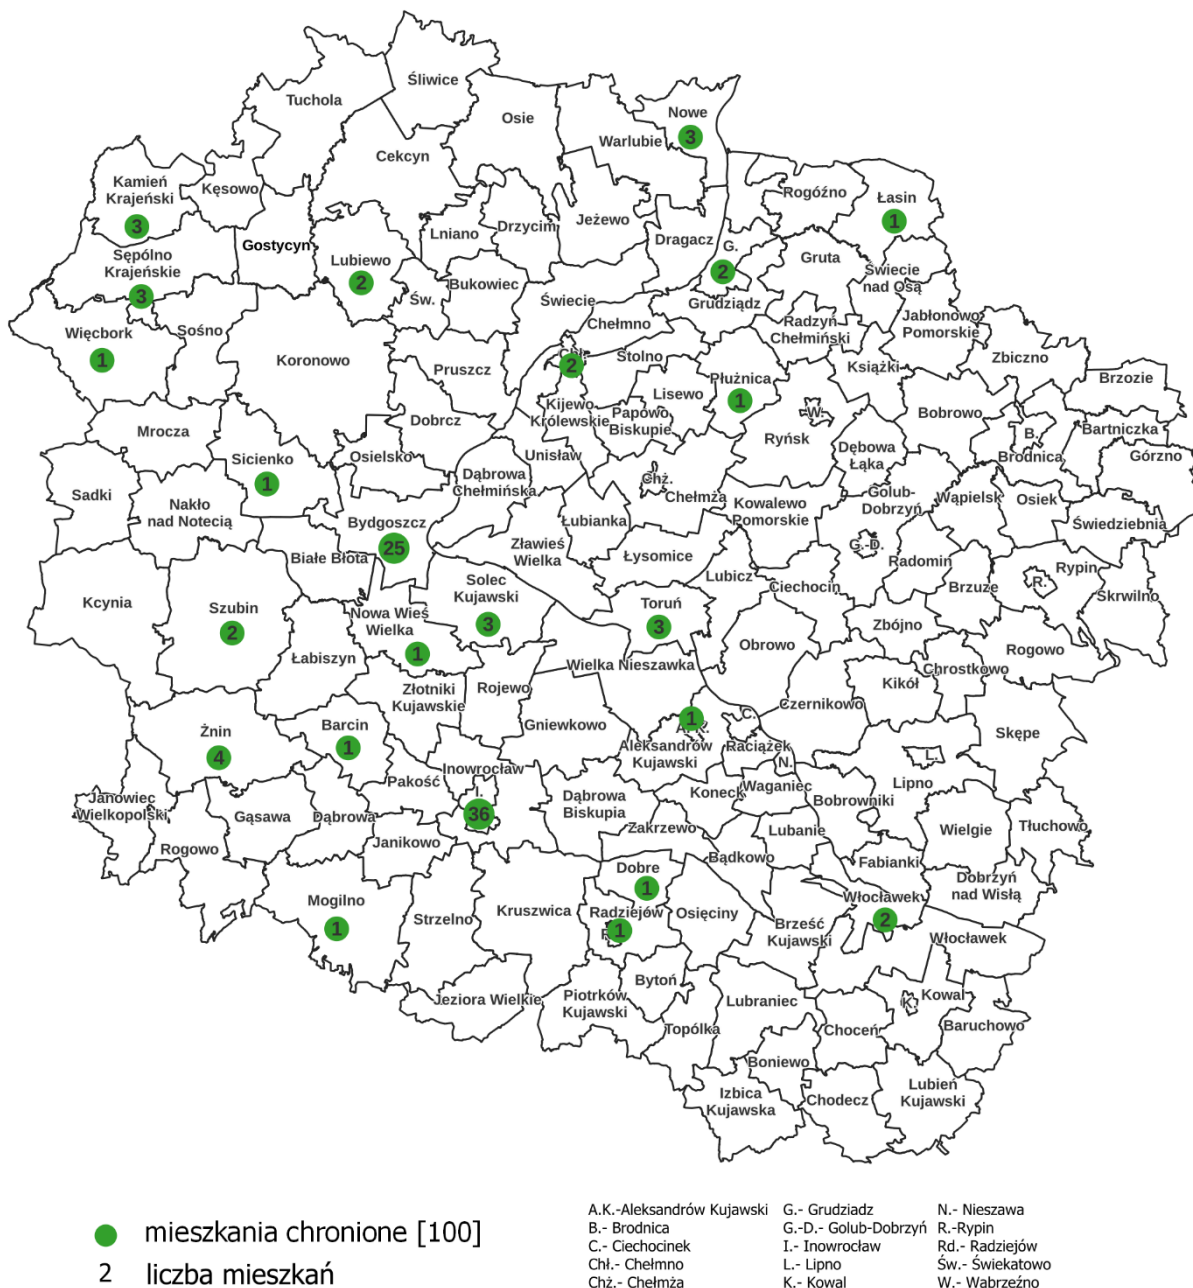 Śliwice
Tuchola
Osie
Nowe
3
Warlubie
Cekcyn
Kamień
Krajeński
3
Kęsowo
Rogóźno
Łasin
1
Jeżewo
Drzycim
Lniano
Dragacz
G.
2
Gostycyn
Sępólno
Krajeńskie
3
Lubiewo
2
Gruta
Świecie
nad Osą
Bukowiec
Św.
Świecie
Grudziądz
Więcbork
1
Sośno
Chełmno
Radzyń
Chełmiński
Jabłonowo
Pomorskie
Koronowo
Chł.
2
Stolno
Zbiczno
Pruszcz
Książki
Płużnica
1
Lisewo
Brzozie
Kijewo
Królewskie
Papowo
Biskupie
W.
Bobrowo
Dobrcz
Mrocza
Ryńsk
B.
Bartniczka
Sicienko
1
Osielsko
Unisław
Dębowa
Łąka
Brodnica
Górzno
Dąbrowa
Chełmińska
Chż.
Chełmża
Sadki
Nakło
nad Notecią
Golub-
Dobrzyń
Wąpielsk
Osiek
Kowalewo
Pomorskie
Świedziebnia
Bydgoszcz
25
Łubianka
Zławieś
Wielka
Łysomice
G.-D.
Białe Błota
Radomin
Rypin
Lubicz
Ciechocin
Brzuze
R.
Skrwilno
Kcynia
Szubin
2
Nowa Wieś
Wielka
1
Solec
Kujawski
3
Toruń
3
Zbójno
Obrowo
Rogowo
Łabiszyn
Wielka Nieszawka
Chrostkowo
Kikół
Złotniki
Kujawskie
Rojewo
Czernikowo
Gniewkowo
1
A.K.
C.
Żnin
4
Barcin
1
Skępe
Aleksandrów
Kujawski
Raciążek
L.
Inowrocław
N.
Pakość
I.
36
Koneck
Waganiec
Lipno
Janowiec
Wielkopolski
Gąsawa
Dąbrowa
Dąbrowa
Biskupia
Bobrowniki
Zakrzewo
Lubanie
Wielgie
Tłuchowo
Rogowo
Janikowo
Bądkowo
Fabianki
Dobre
1
Dobrzyń
nad Wisłą
Mogilno
1
Strzelno
Kruszwica
Radziejów
1
Osięciny
Włocławek
2
Brześć
Kujawski
Włocławek
Bytoń
Jeziora Wielkie
Piotrków
Kujawski
Lubraniec
K.
Kowal
Topólka
Choceń
Baruchowo
Boniewo
Izbica
Kujawska
Chodecz
Lubień
Kujawski
mieszkania chronione [100]
2 liczba mieszkań
A.K.-Aleksandrów Kujawski
B.- Brodnica
C.- Ciechocinek
Chł.- Chełmno
Chż.- Chełmża
G.- Grudziadz
G.-D.- Golub-Dobrzyń
I.- Inowrocław
L.- Lipno
K.- Kowal
N.- Nieszawa
R.-Rypin
Rd.- Radziejów
Św.- Świekatowo
W.- Wąbrzeźno